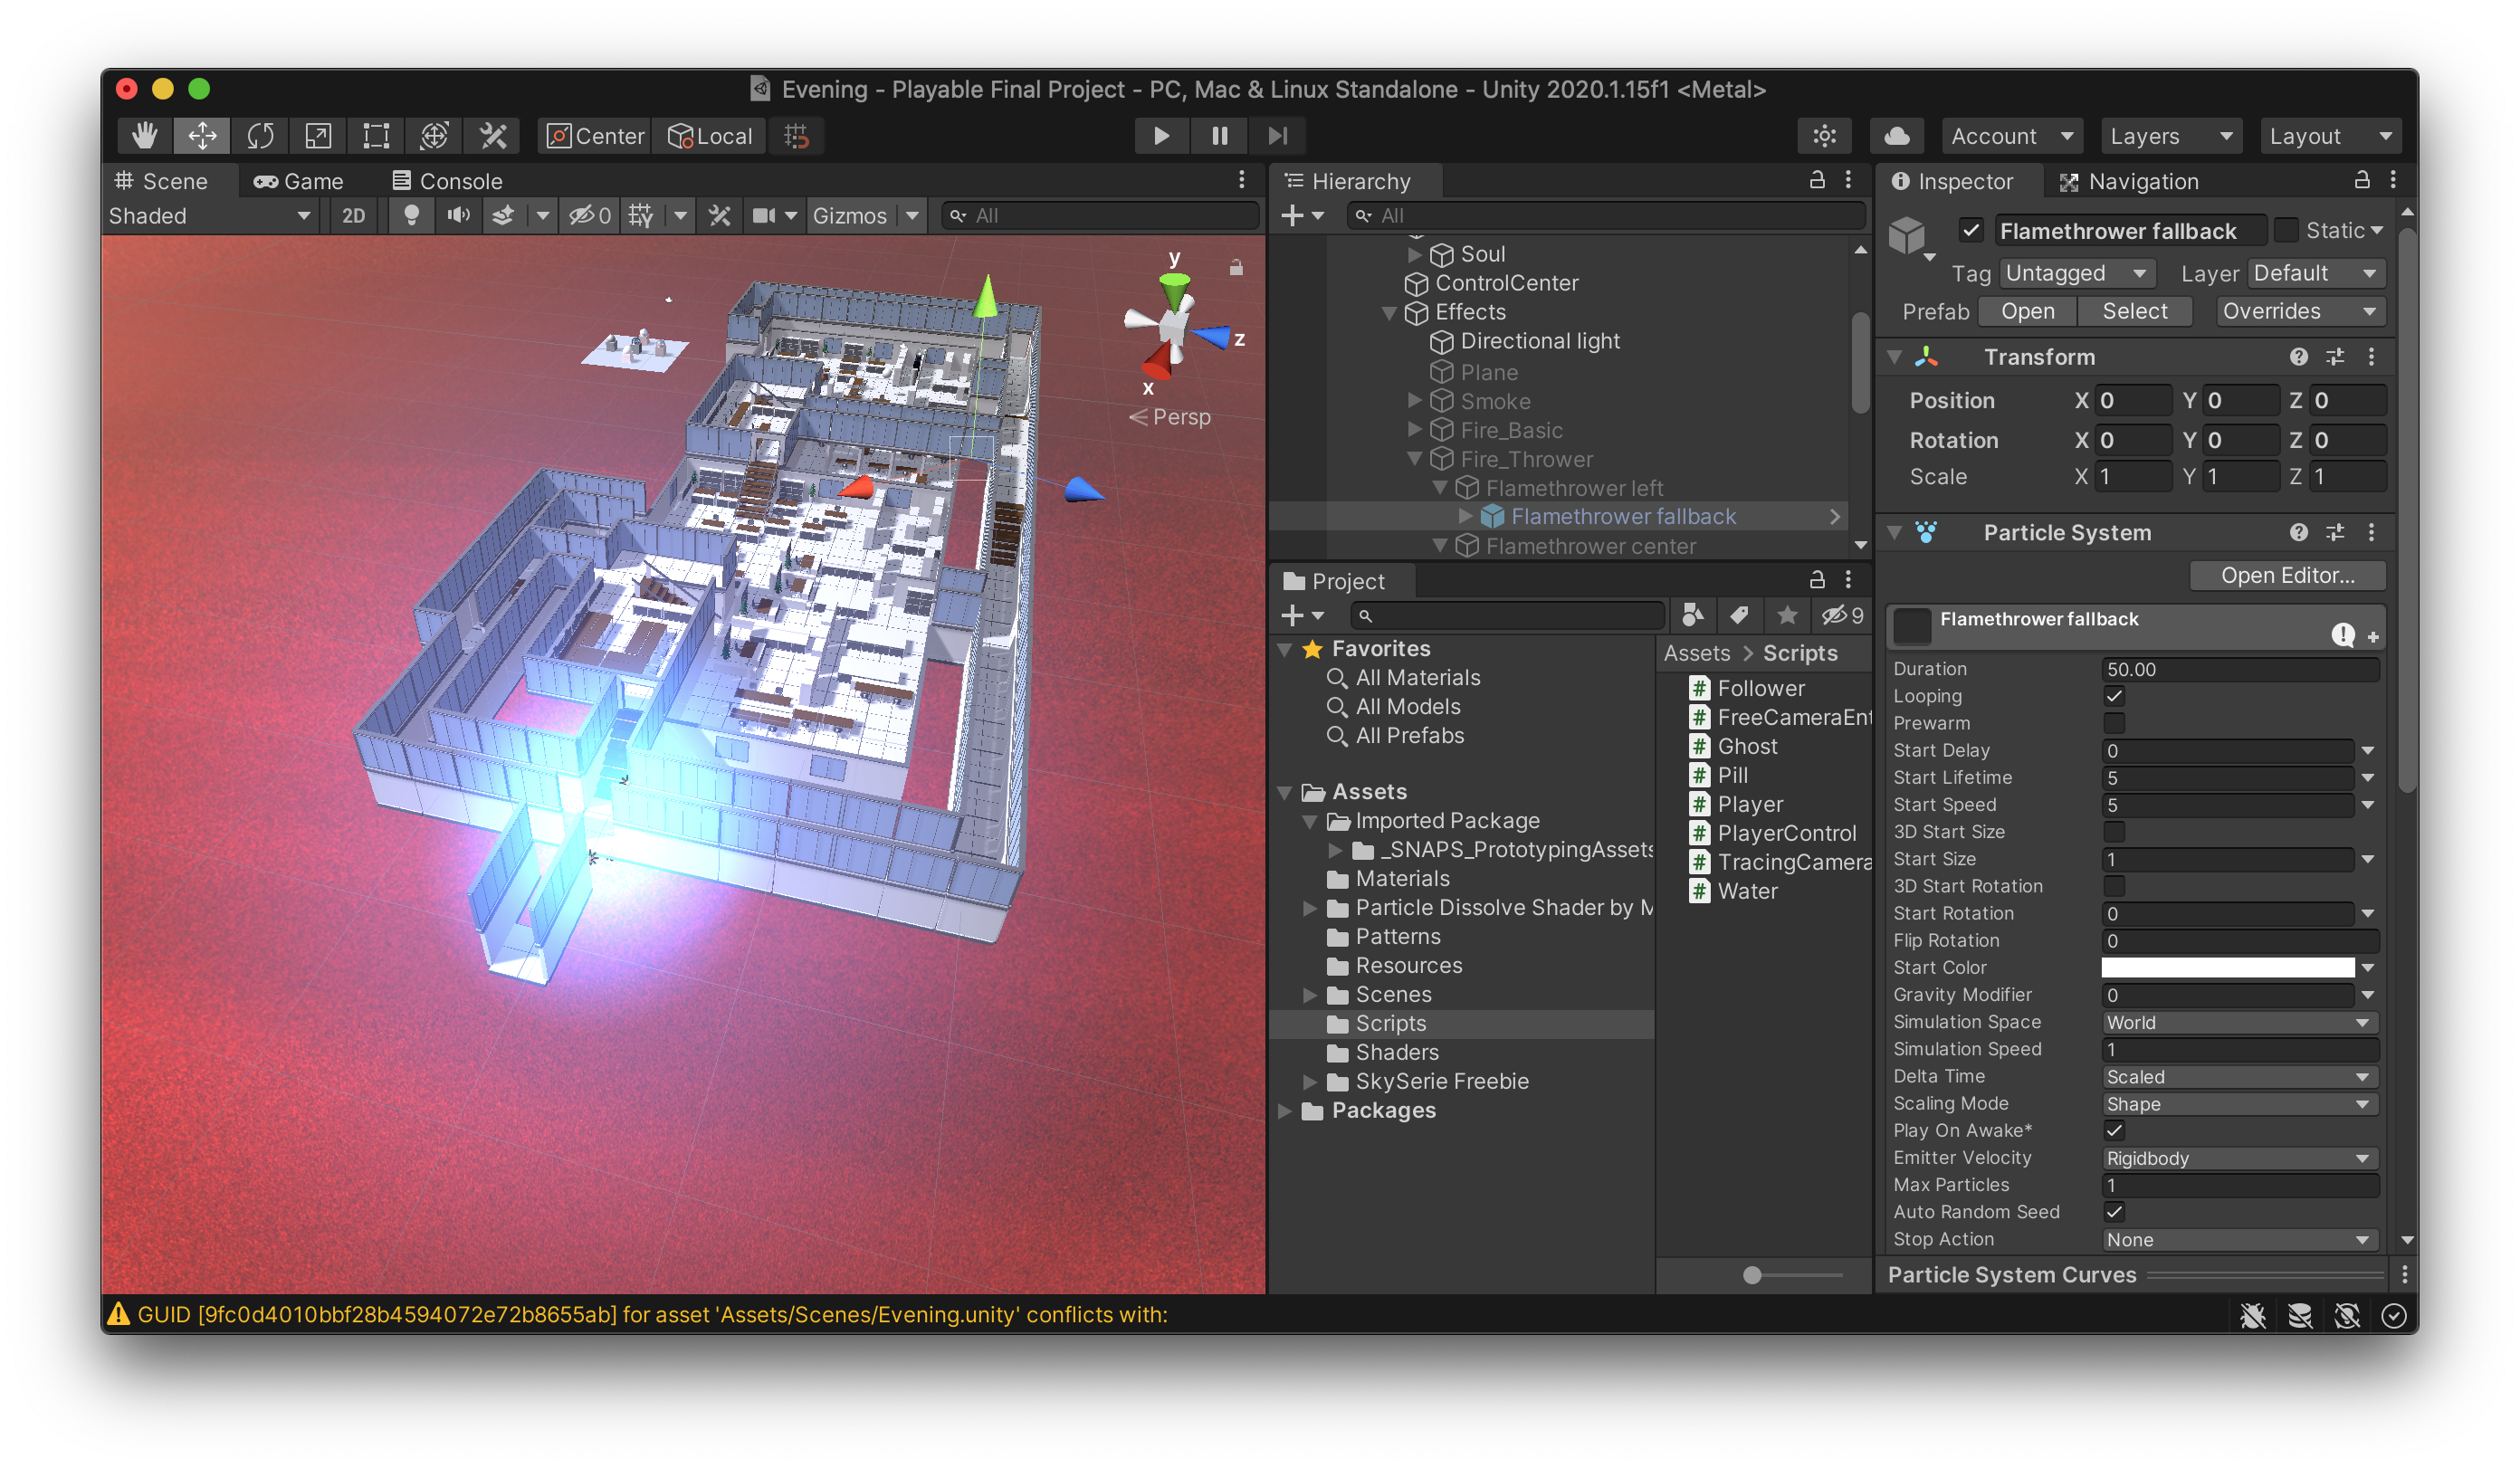 Evening - Playable Final Project - PC, Mac & Linux Standalone - Unity 2020.1.15f1 <Metal>
Center Local Account Layers Layout
Scene Game Console
Shaded 2D 0 Gizmos All
y
z
x
Persp
Hierarchy
All
Soul
ControlCenter
Effects
Directional light
Plane
Smoke
Fire_Basic
Fire_Thrower
Flamethrower left
Flamethrower fallback
Flamethrower center
Project
9
Favorites
All Materials
All Models
All Prefabs
Assets
Imported Package
_SNAPS_PrototypingAssets
Materials
Particle Dissolve Shader by M
Patterns
Resources
Scenes
Scripts
Shaders
SkySerie Freebie
Packages
Assets > Scripts
Follower
FreeCameraEnt
Ghost
Pill
Player
PlayerControl
TracingCamera
Water
Inspector Navigation
Flamethrower fallback Static
Tag Untagged Layer Default
Prefab Open Select Overrides
Transform
Position X 0 Y 0 Z 0
Rotation X 0 Y 0 Z 0
Scale X 1 Y 1 Z 1
Particle System
Open Editor...
Flamethrower fallback
Duration 50.00
Looping
Prewarm
Start Delay 0
Start Lifetime 5
Start Speed 5
3D Start Size
Start Size 1
3D Start Rotation
Start Rotation 0
Flip Rotation 0
Start Color
Gravity Modifier 0
Simulation Space World
Simulation Speed 1
Delta Time Scaled
Scaling Mode Shape
Play On Awake*
Emitter Velocity Rigidbody
Max Particles 1
Auto Random Seed
Stop Action None
Particle System Curves
GUID [9fc0d4010bbf28b4594072e72b8655ab] for asset 'Assets/Scenes/Evening.unity' conflicts with: